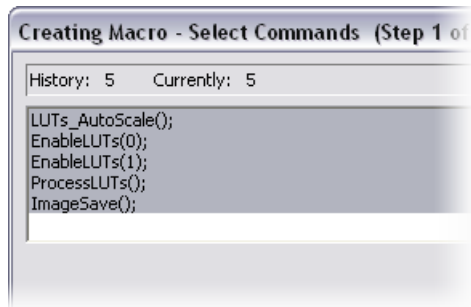 Creating Macro - Select Commands (Step 1 of
History: 5 Currently: 5
LUTs_AutoScale();
EnableLUTs(0);
EnableLUTs(1);
ProcessLUTs();
ImageSave();